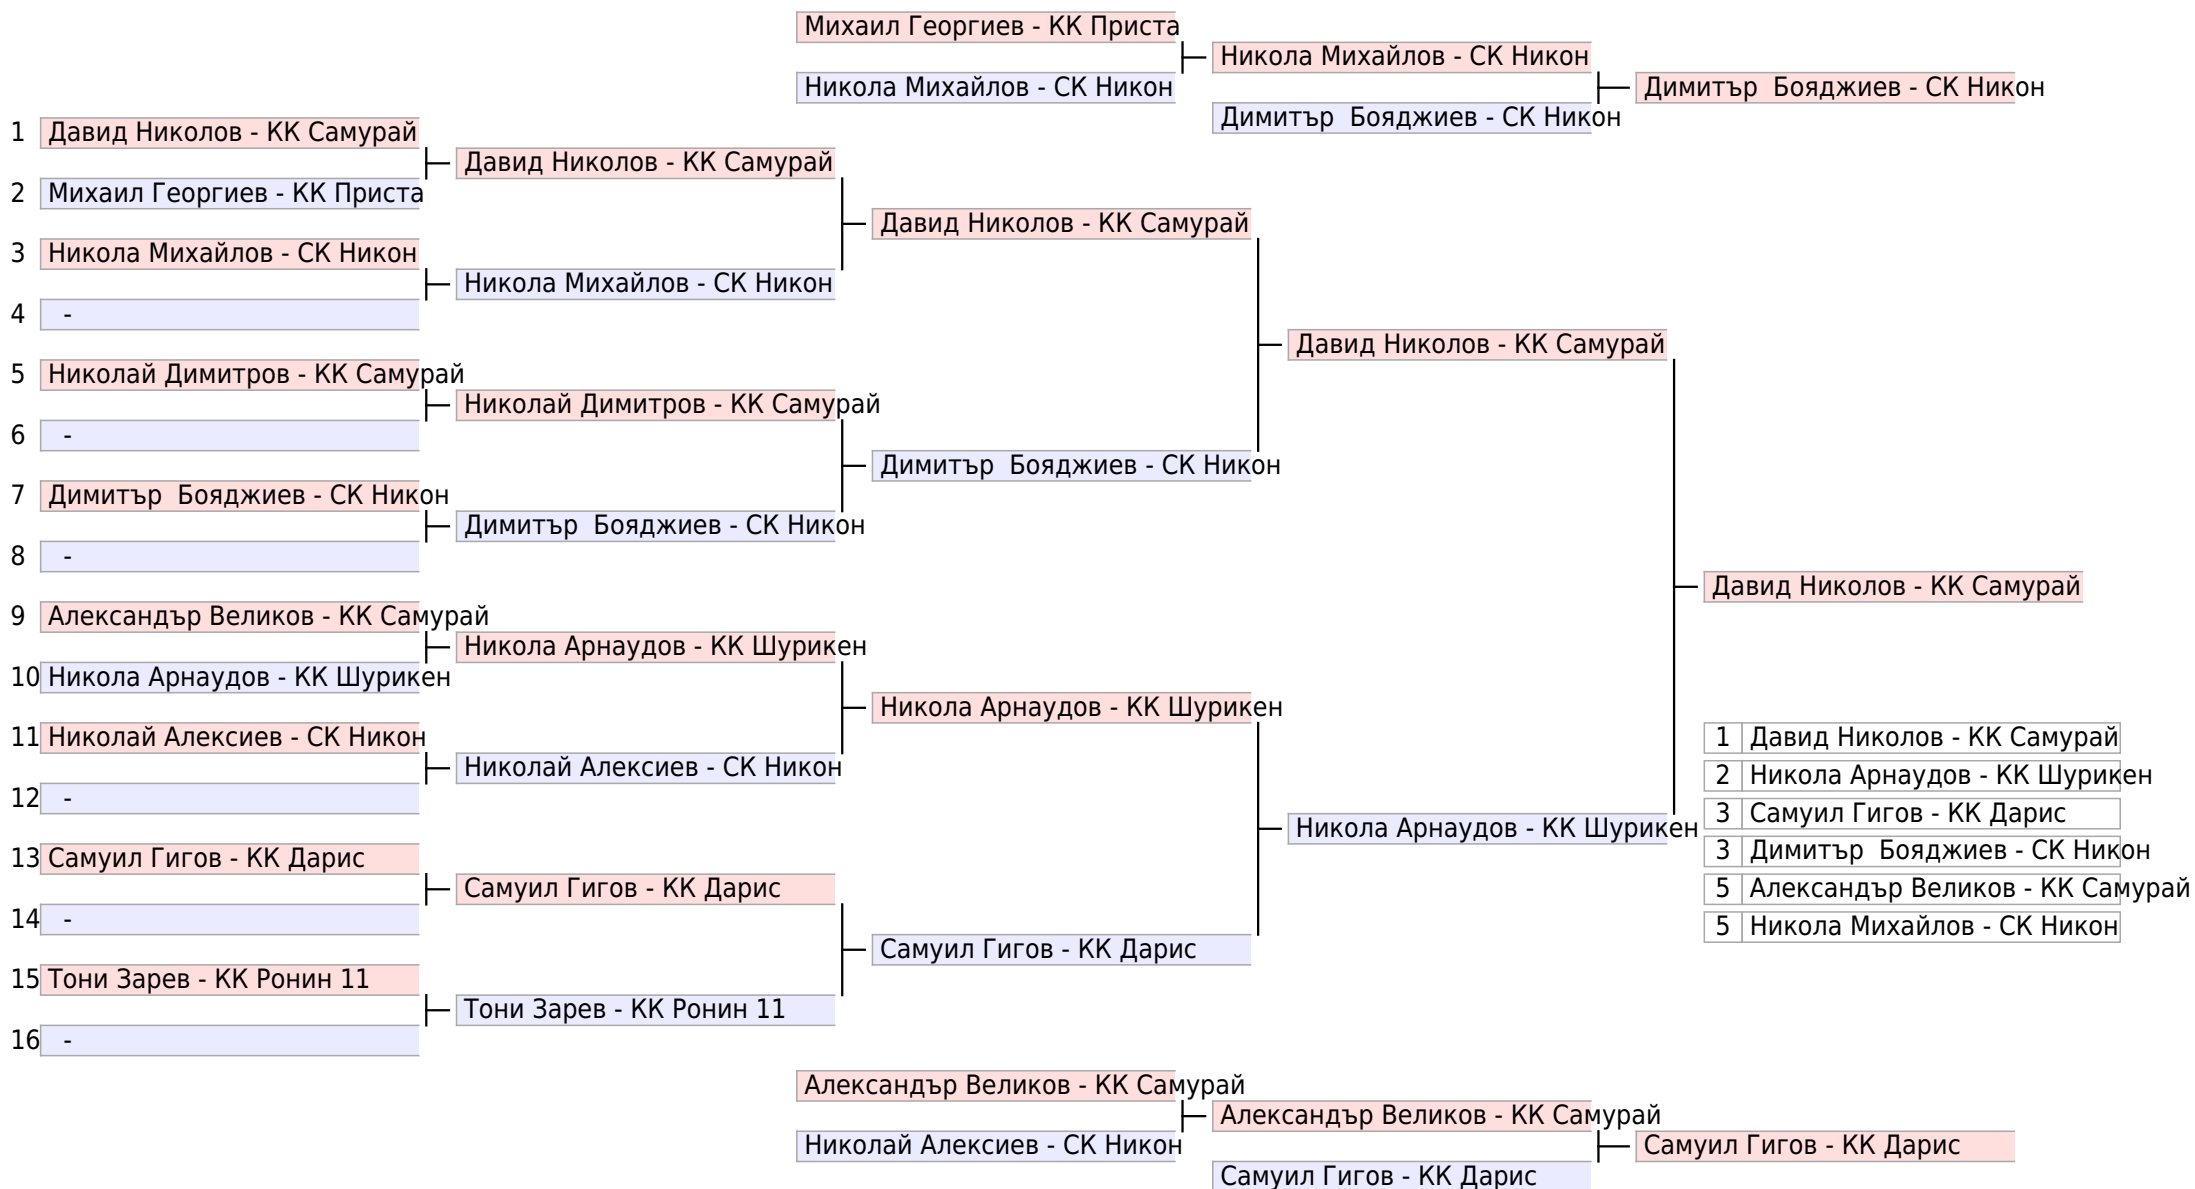 Михаил Георгиев - КК Приста
Никола Михайлов - СК Никон
Никола Михайлов - СК Никон
Димитър  Бояджиев - СК Никон
Димитър  Бояджиев - СК Никон
1 Давид Николов - КК Самурай
Давид Николов - КК Самурай
2 Михаил Георгиев - КК Приста
Давид Николов - КК Самурай
3 Никола Михайлов - СК Никон
Никола Михайлов - СК Никон
4 -
Давид Николов - КК Самурай
5 Николай Димитров - КК Самурай
Николай Димитров - КК Самурай
6 -
Димитър  Бояджиев - СК Никон
7 Димитър  Бояджиев - СК Никон
Димитър  Бояджиев - СК Никон
8 -
Давид Николов - КК Самурай
9 Александър Великов - КК Самурай
Никола Арнаудов - КК Шурикен
10 Никола Арнаудов - КК Шурикен
Никола Арнаудов - КК Шурикен
11 Николай Алексиев - СК Никон
Николай Алексиев - СК Никон
12 -
Никола Арнаудов - КК Шурикен
13 Самуил Гигов - КК Дарис
Самуил Гигов - КК Дарис
14 -
Самуил Гигов - КК Дарис
15 Тони Зарев - КК Ронин 11
Тони Зарев - КК Ронин 11
16 -
1 Давид Николов - КК Самурай
2 Никола Арнаудов - КК Шурикен
3 Самуил Гигов - КК Дарис
3 Димитър  Бояджиев - СК Никон
5 Александър Великов - КК Самурай
5 Никола Михайлов - СК Никон
Александър Великов - КК Самурай
Александър Великов - КК Самурай
Николай Алексиев - СК Никон
Самуил Гигов - КК Дарис
Самуил Гигов - КК Дарис